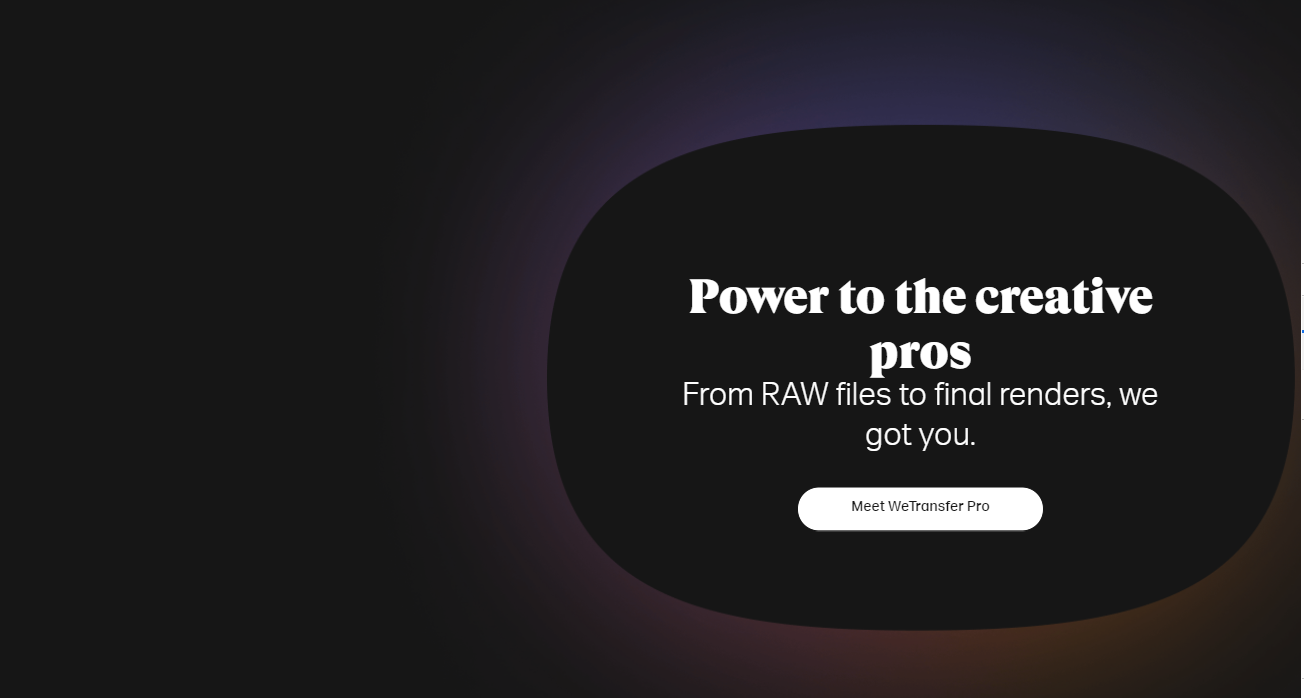 Power to the creative
pros
From RAW files to final renders, we
got you.
Meet WeTransfer Pro